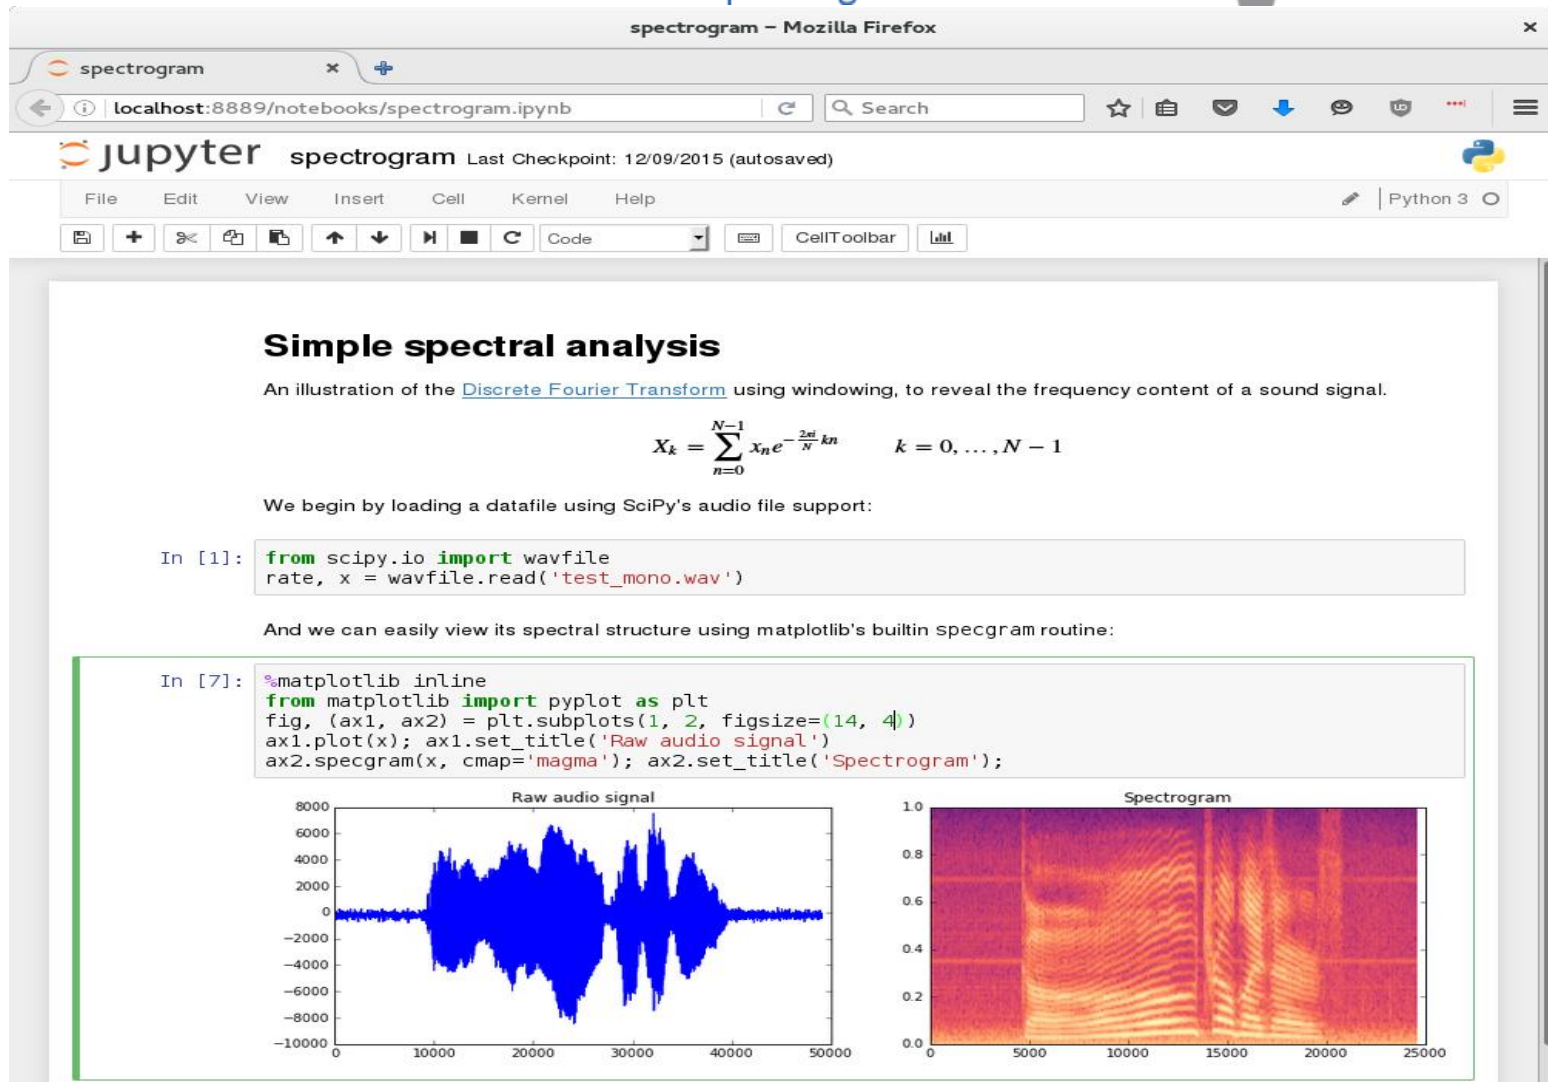 spectrogram – Mozilla Firefox
spectrogram
localhost:8889/notebooks/spectrogram.ipynb
Search
jupyter spectrogram Last Checkpoint: 12/09/2015 (autosaved)
File Edit View Insert Cell Kernel Help Python 3
Code CellToolbar
Simple spectral analysis
An illustration of the Discrete Fourier Transform using windowing, to reveal the frequency content of a sound signal.
X_k = ∑_{n=0}^{N−1} x_n e^{−\frac{2πi}{N} kn} k = 0, … , N − 1
We begin by loading a datafile using SciPy's audio file support:
In [1]: from scipy.io import wavfile
rate, x = wavfile.read('test_mono.wav')
And we can easily view its spectral structure using matplotlib's builtin specgram routine:
In [7]: %matplotlib inline
from matplotlib import pyplot as plt
fig, (ax1, ax2) = plt.subplots(1, 2, figsize=(14, 4))
ax1.plot(x); ax1.set_title('Raw audio signal')
ax2.specgram(x, cmap='magma'); ax2.set_title('Spectrogram');
Raw audio signal
8000
6000
4000
2000
0
−2000
−4000
−6000
−8000
−10000
0 10000 20000 30000 40000 50000
Spectrogram
1.0
0.8
0.6
0.4
0.2
0.0
0 5000 10000 15000 20000 25000